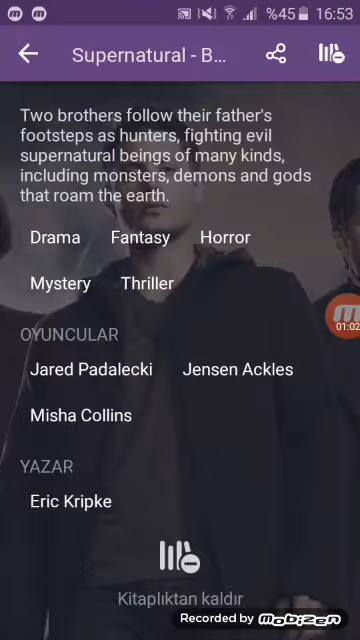 %45 16:53
Supernatural - B...
Two brothers follow their father's
footsteps as hunters, fighting evil
supernatural beings of many kinds,
including monsters, demons and gods
that roam the earth.
Drama Fantasy Horror
Mystery Thriller
01:02
OYUNCULAR
Jared Padalecki Jensen Ackles
Misha Collins
YAZAR
Eric Kripke
Kitaplıktan kaldır
Recorded by mobizen